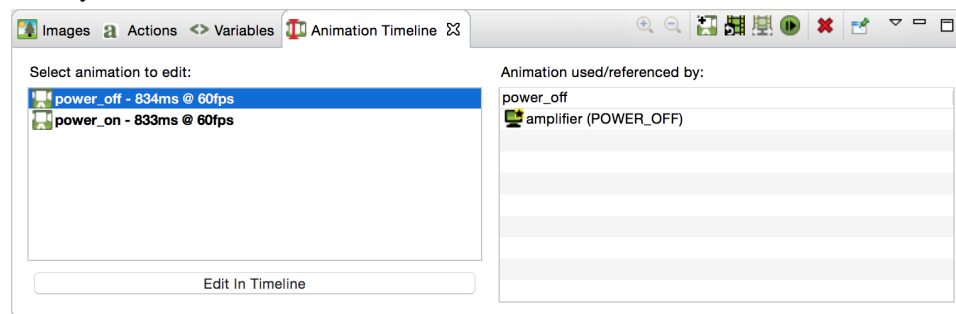 Images a Actions <> Variables Animation Timeline
Select animation to edit:
power_off - 834ms @ 60fps
power_on - 833ms @ 60fps
Edit In Timeline
Animation used/referenced by:
power_off
amplifier (POWER_OFF)